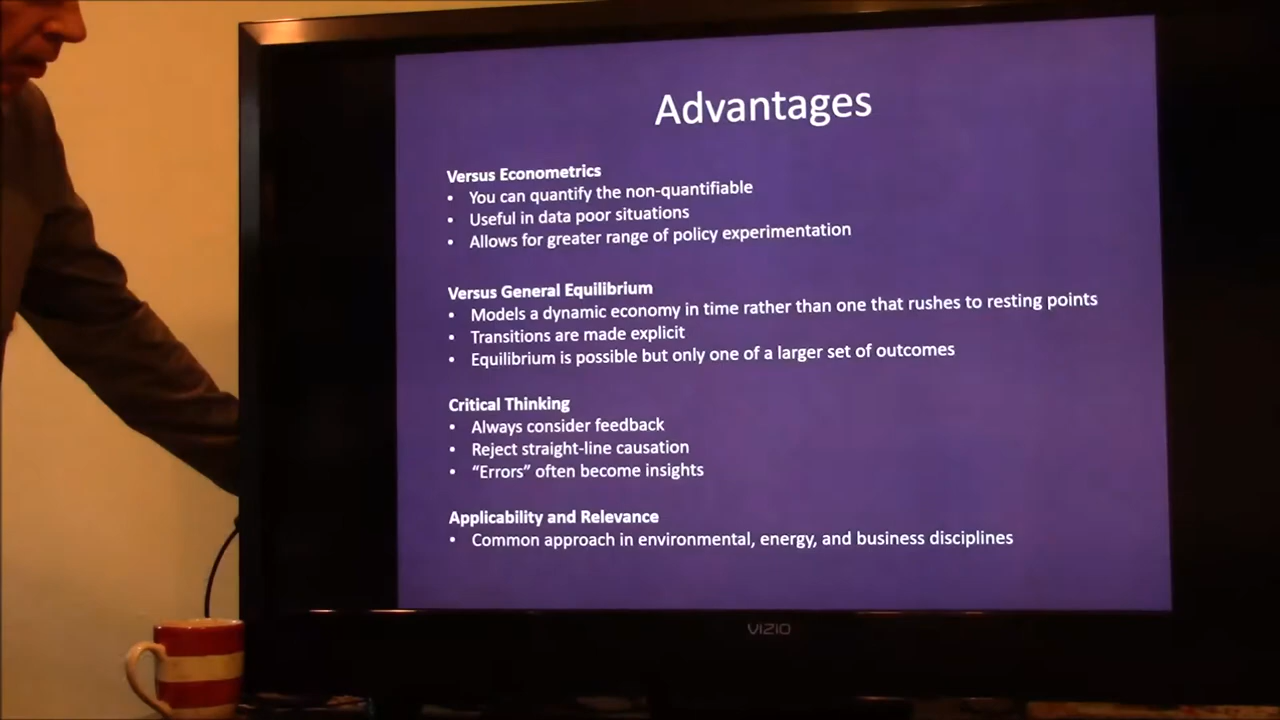 Advantages
Versus Econometrics
• You can quantify the non-quantifiable
• Useful in data poor situations
• Allows for greater range of policy experimentation
Versus General Equilibrium
• Models a dynamic economy in time rather than one that rushes to resting points
• Transitions are made explicit
• Equilibrium is possible but only one of a larger set of outcomes
Critical Thinking
• Always consider feedback
• Reject straight-line causation
• “Errors” often become insights
Applicability and Relevance
• Common approach in environmental, energy, and business disciplines
VIZIO